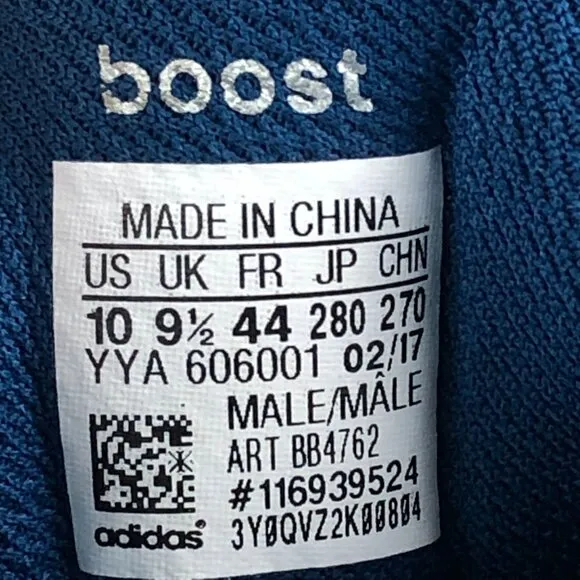 boost
MADE IN CHINA
US UK FR JP CHN
10 9½ 44 280 270
YYA 606001 02/17
MALE/MÂLE
ART BB4762
#116939524
adidas® 3Y0QVZ2K00804